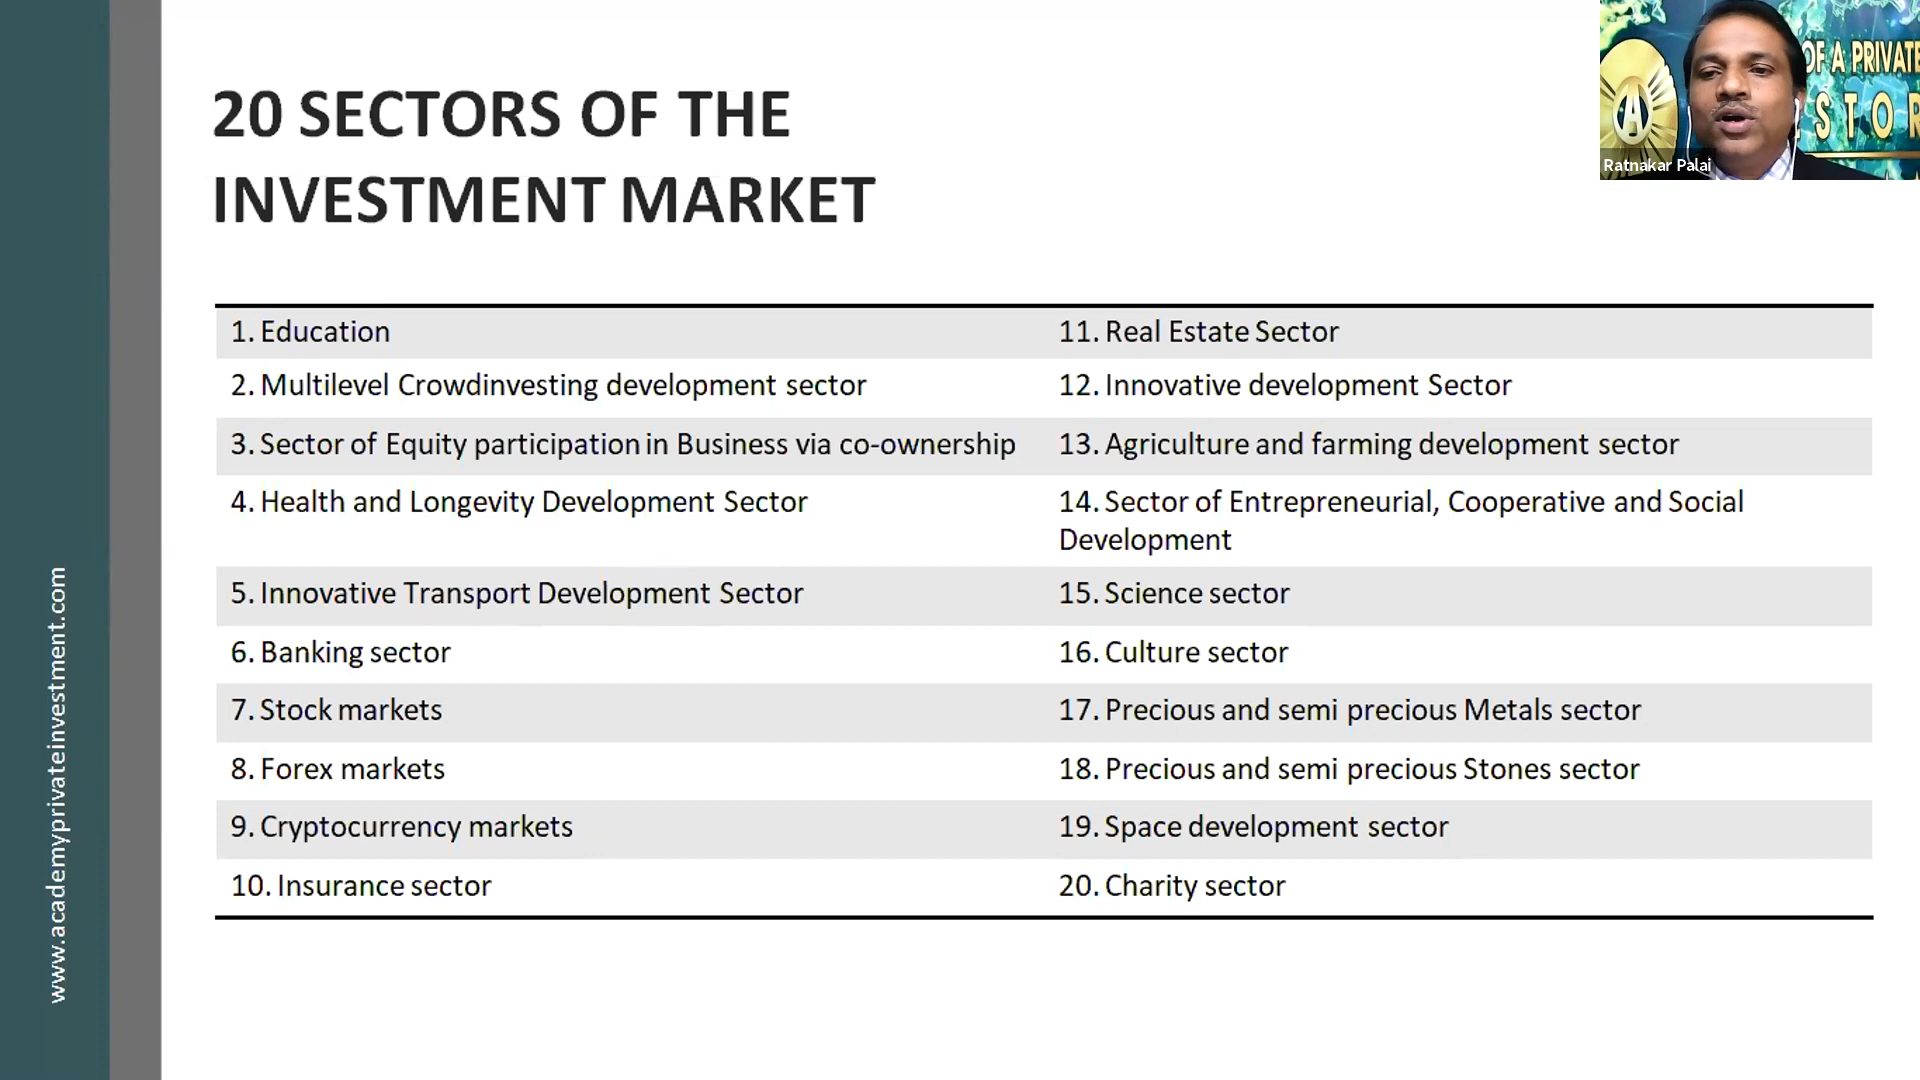 20 SECTORS OF THE
INVESTMENT MARKET
1. Education
2. Multilevel Crowdinvesting development sector
3. Sector of Equity participation in Business via co-ownership
4. Health and Longevity Development Sector
5. Innovative Transport Development Sector
6. Banking sector
7. Stock markets
8. Forex markets
9. Cryptocurrency markets
10. Insurance sector
11. Real Estate Sector
12. Innovative development Sector
13. Agriculture and farming development sector
14. Sector of Entrepreneurial, Cooperative and Social
Development
15. Science sector
16. Culture sector
17. Precious and semi precious Metals sector
18. Precious and semi precious Stones sector
19. Space development sector
20. Charity sector
www.academyprivateinvestment.com
OF A PRIVATE
Ratnakar Palai